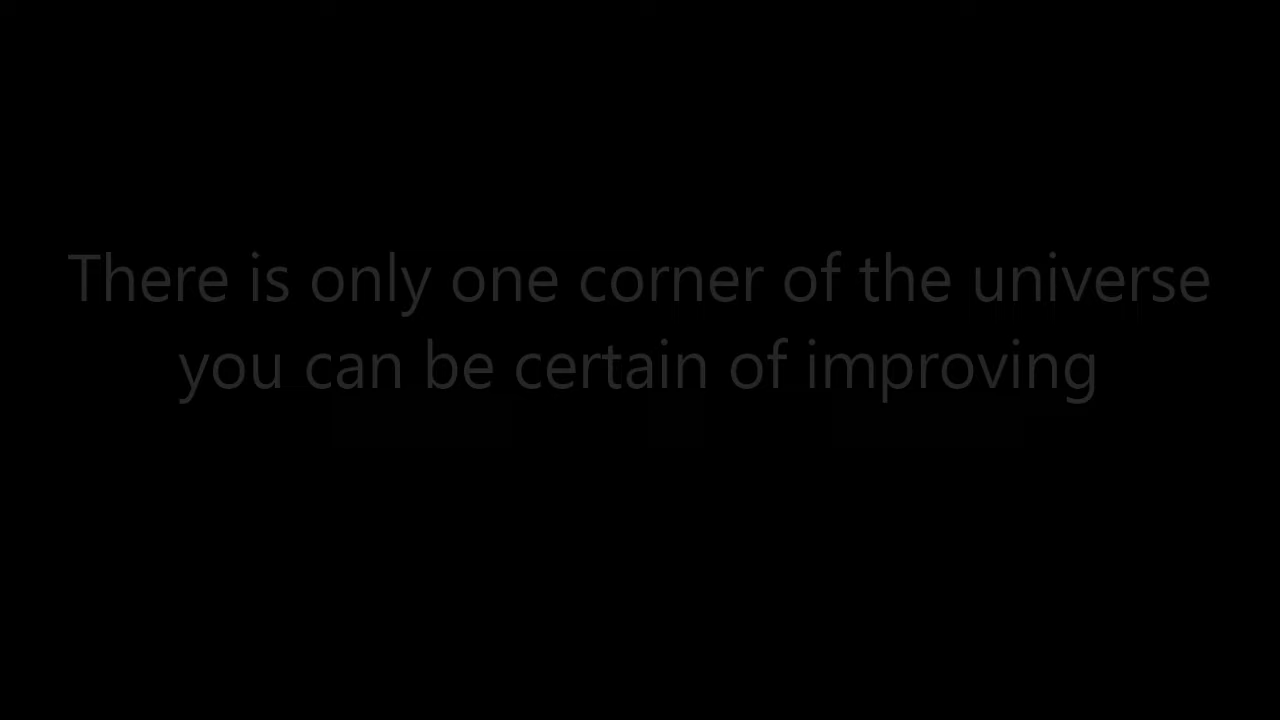 There is only one corner of the universe
you can be certain of improving